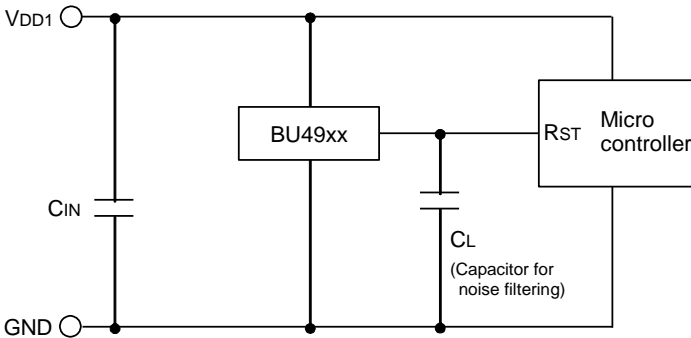 VDD1
BU49xx
RST
Micro
controller
CIN
CL
(Capacitor for
noise filtering)
GND